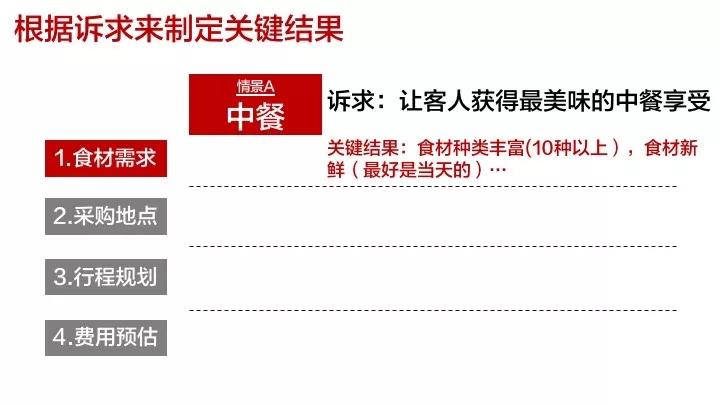 根据诉求来制定关键结果
情景A
中餐
诉求：让客人获得最美味的中餐享受
1.食材需求
关键结果：食材种类丰富(10种以上），食材新
鲜（最好是当天的）…
2.采购地点
3.行程规划
4.费用预估